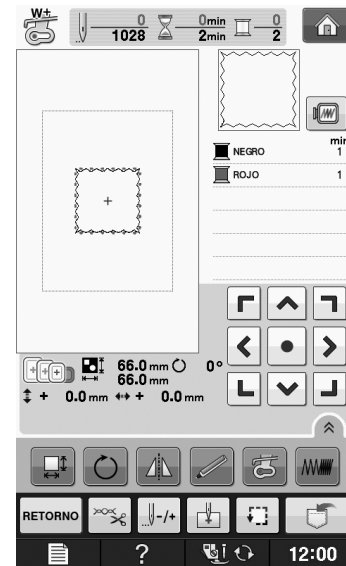 W+
0 0min 0
1028 2min 2
min
NEGRO 1
ROJO 1
66.0 mm 0°
66.0 mm
+ 0.0 mm + 0.0 mm
RETORNO -/+
? 12:00